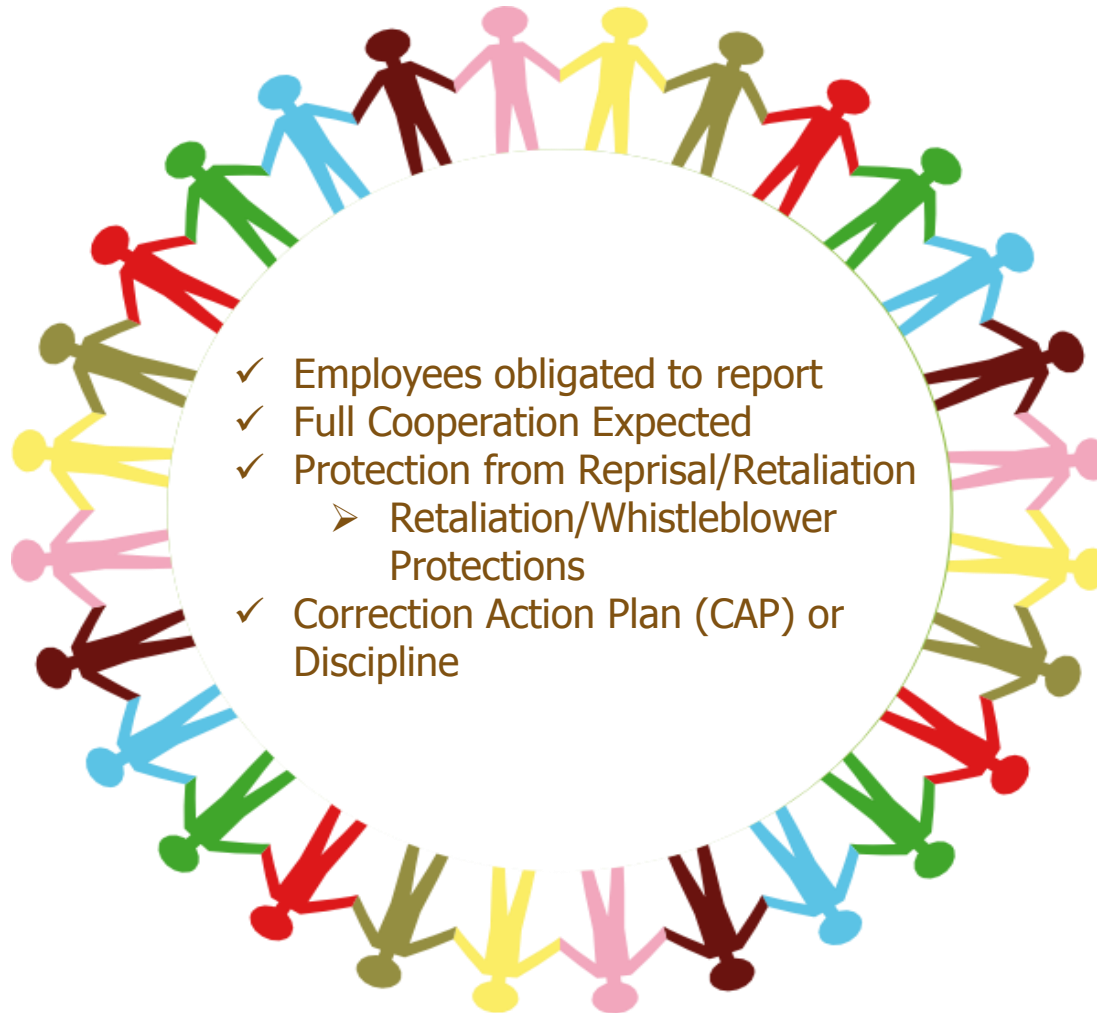 ✓ Employees obligated to report
✓ Full Cooperation Expected
✓ Protection from Reprisal/Retaliation
➢ Retaliation/Whistleblower
Protections
✓ Correction Action Plan (CAP) or
Discipline